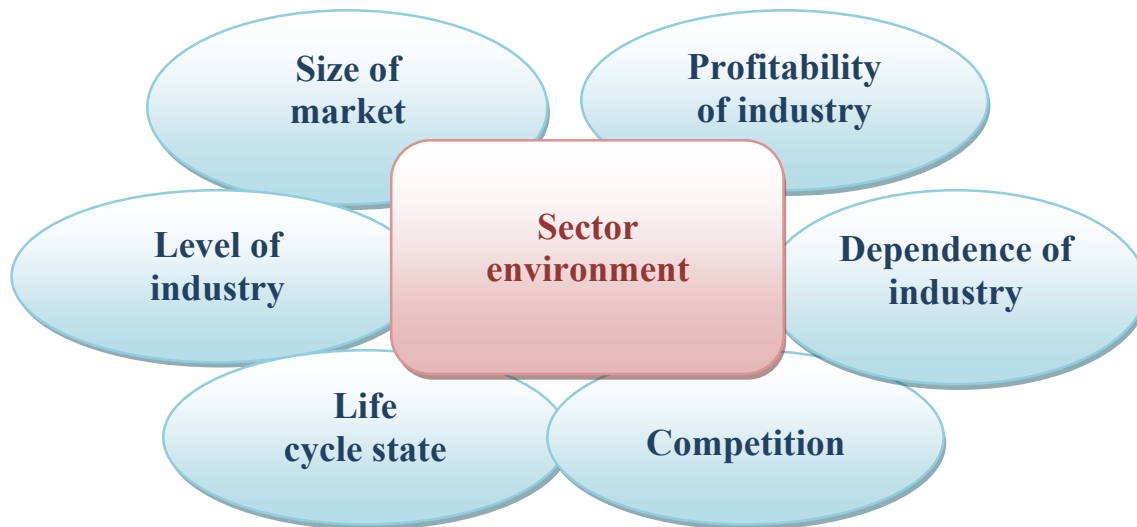 Size of
market
Profitability
of industry
Level of
industry
Sector
environment
Dependence of
industry
Life
cycle state
Competition